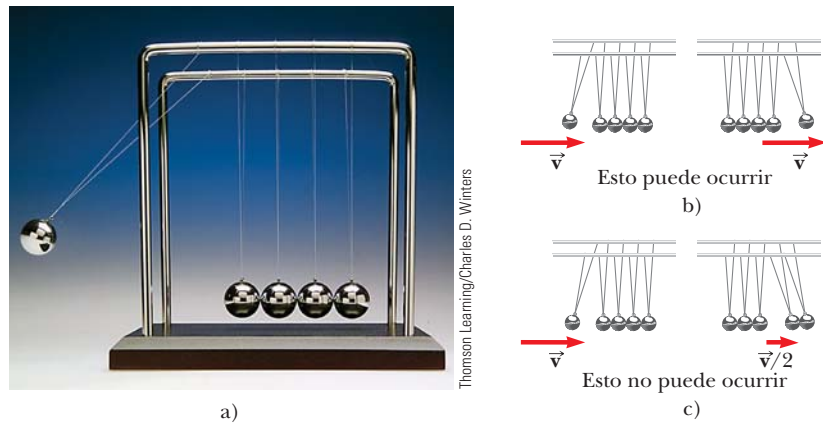 Thomson Learning/Charles D. Winters
a)
v
v
Esto puede ocurrir
b)
v
v/2
Esto no puede ocurrir
c)